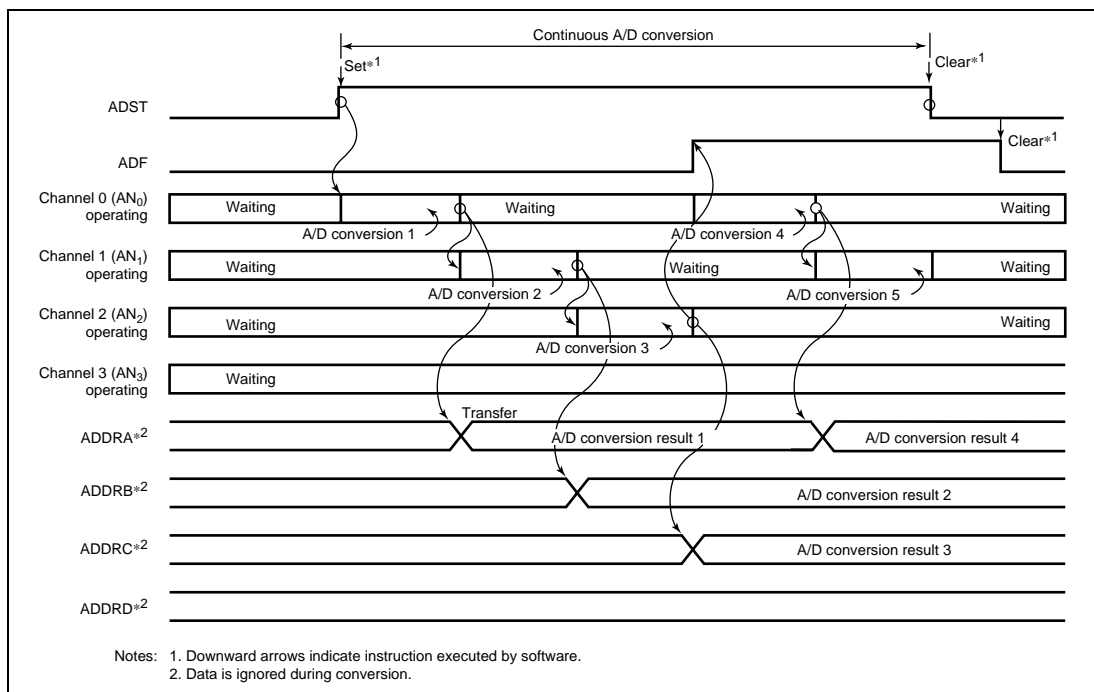 Continuous A/D conversion
Set*1
Clear*1
ADST
Clear*1
ADF
Channel 0 (AN0)
operating
Waiting
Waiting
Waiting
A/D conversion 1
A/D conversion 4
Channel 1 (AN1)
operating
Waiting
Waiting
Waiting
A/D conversion 2
A/D conversion 5
Channel 2 (AN2)
operating
Waiting
Waiting
A/D conversion 3
Channel 3 (AN3)
operating
Waiting
Transfer
ADDRA*2
A/D conversion result 1
A/D conversion result 4
ADDRB*2
A/D conversion result 2
ADDRC*2
A/D conversion result 3
ADDRD*2
Notes: 1. Downward arrows indicate instruction executed by software.
2. Data is ignored during conversion.